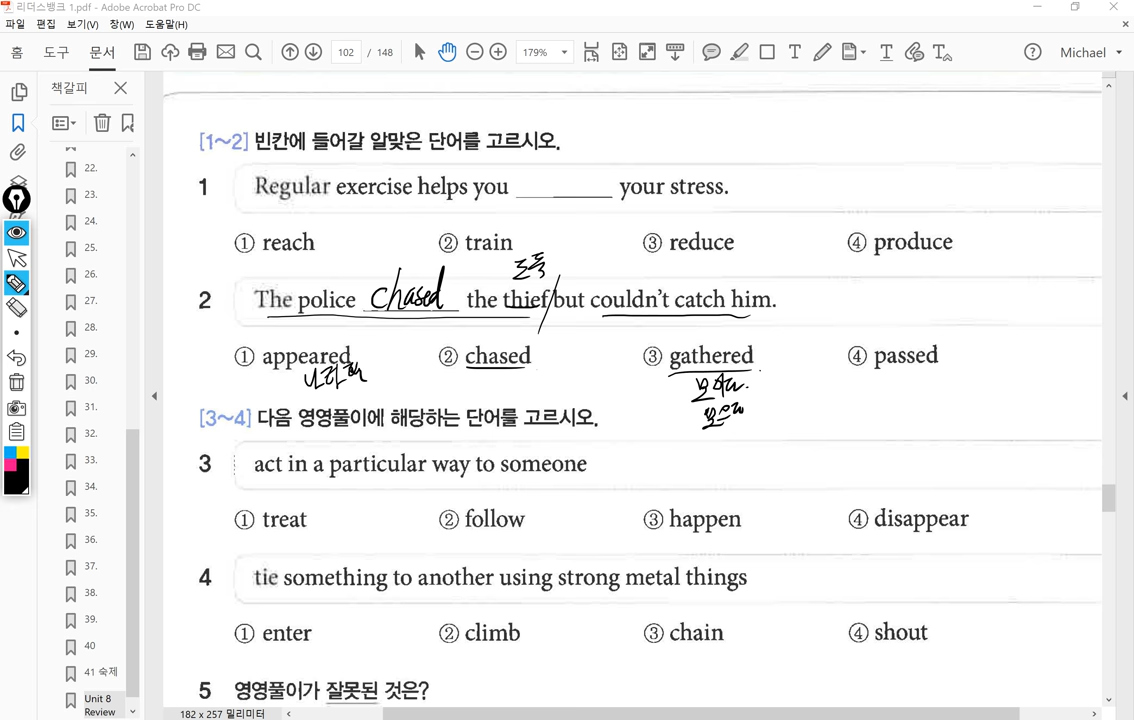 리더스뱅크 1.pdf - Adobe Acrobat Pro DC
파일 편집 보기(V) 창(W) 도움말(H)
홈 도구 문서 102 / 148 179% Michael
책갈피
22.
23.
24.
25.
26.
27.
28.
29.
30.
31.
32.
33.
34.
35.
36.
37.
38.
39.
40
41 숙제
Unit 8
Review
[1~2] 빈칸에 들어갈 알맞은 단어를 고르시오.
1 Regular exercise helps you ________ your stress.
① reach ② train ③ reduce ④ produce
도둑
2 The police chased the thief/but couldn't catch him.
① appeared ② chased ③ gathered ④ passed
[3~4] 다음 영영풀이에 해당하는 단어를 고르시오.
3 act in a particular way to someone
① treat ② follow ③ happen ④ disappear
4 tie something to another using strong metal things
① enter ② climb ③ chain ④ shout
5 영영풀이가 잘못된 것은?
182 x 257 밀리미터